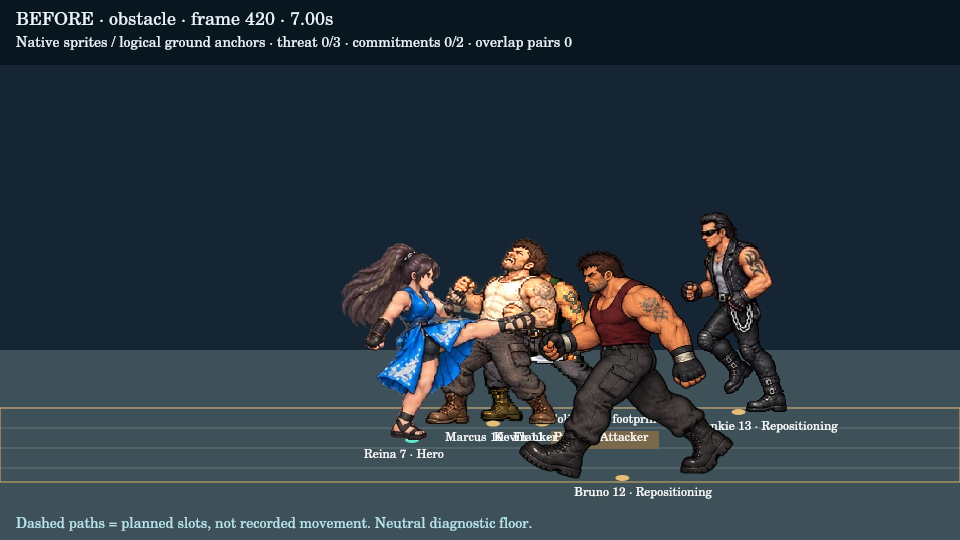 BEFORE · obstacle · frame 420 · 7.00s
Native sprites / logical ground anchors · threat 0/3 · commitments 0/2 · overlap pairs 0
footprin
nkie 13 · Repositioning
Marcus
Attacker
Reina 7 · Hero
Bruno 12 · Repositioning
Dashed paths = planned slots, not recorded movement. Neutral diagnostic floor.